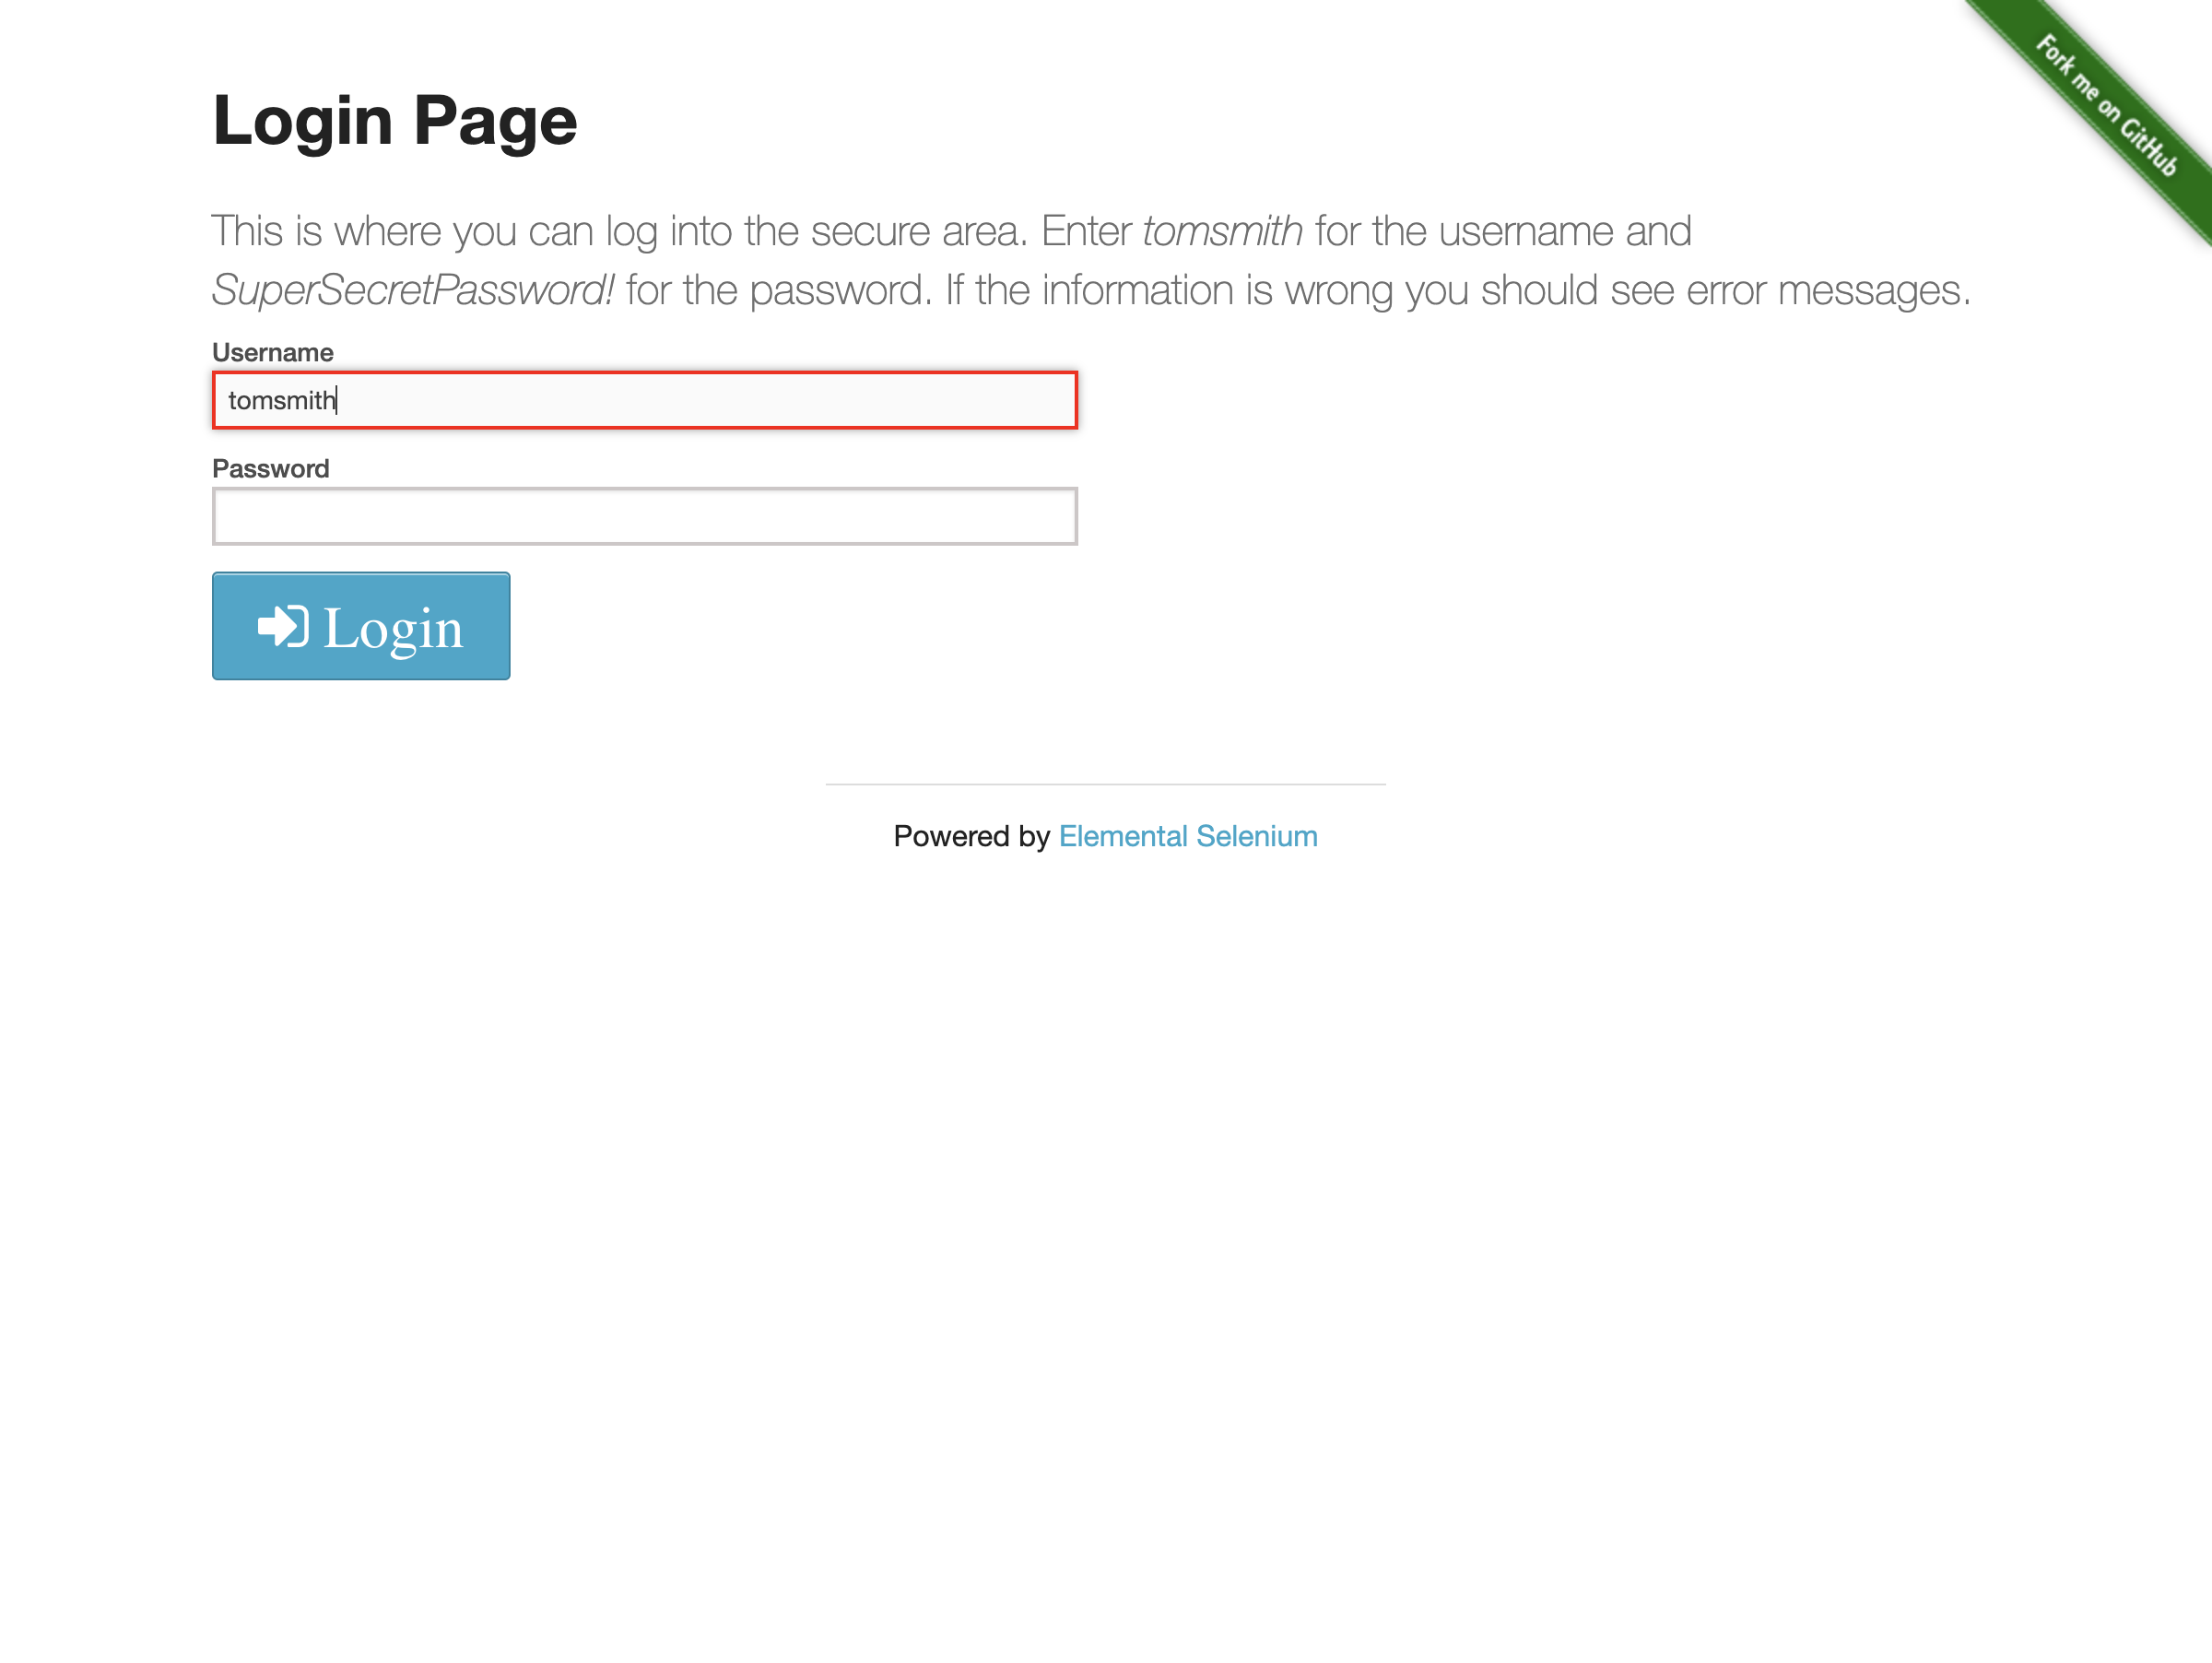 Fork me on GitHub
Login Page
This is where you can log into the secure area. Enter tomsmith for the username and
SuperSecretPassword! for the password. If the information is wrong you should see error messages.
Username
tomsmith
Password
Login
Powered by Elemental Selenium